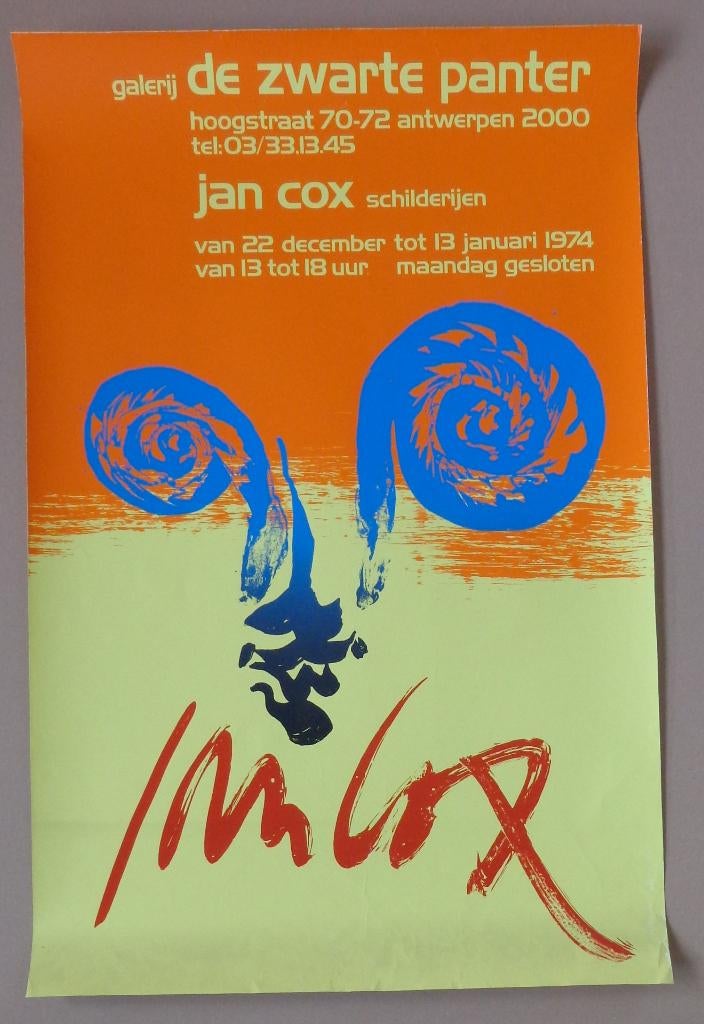 galerij de zwarte panter
hoogstraat 70-72 antwerpen 2000
tel:03/33.13.45
jan cox schilderijen
van 22 december tot 13 januari 1974
van 13 tot 18 uur maandag gesloten
Jan Cox